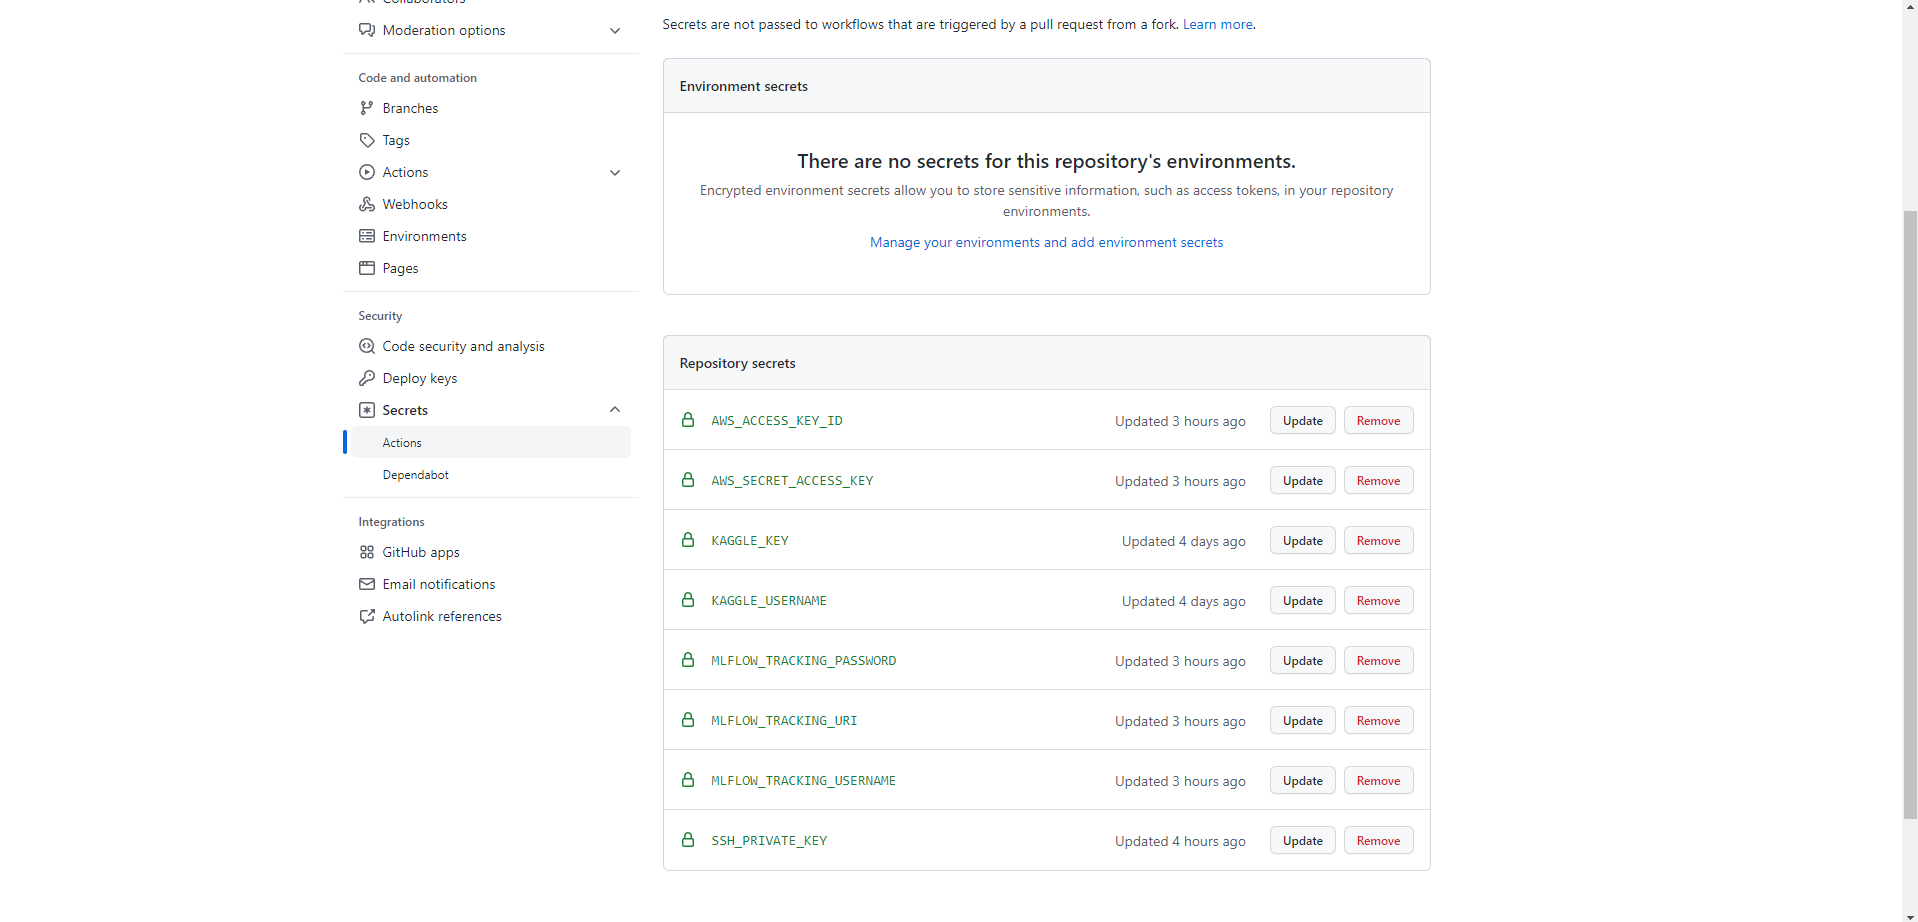 Collaborators
Moderation options
Code and automation
Branches
Tags
Actions
Webhooks
Environments
Pages
Security
Code security and analysis
Deploy keys
Secrets
Actions
Dependabot
Integrations
GitHub apps
Email notifications
Autolink references
Secrets are not passed to workflows that are triggered by a pull request from a fork. Learn more.
Environment secrets
There are no secrets for this repository's environments.
Encrypted environment secrets allow you to store sensitive information, such as access tokens, in your repository
environments.
Manage your environments and add environment secrets
Repository secrets
AWS_ACCESS_KEY_ID Updated 3 hours ago Update Remove
AWS_SECRET_ACCESS_KEY Updated 3 hours ago Update Remove
KAGGLE_KEY Updated 4 days ago Update Remove
KAGGLE_USERNAME Updated 4 days ago Update Remove
MLFLOW_TRACKING_PASSWORD Updated 3 hours ago Update Remove
MLFLOW_TRACKING_URI Updated 3 hours ago Update Remove
MLFLOW_TRACKING_USERNAME Updated 3 hours ago Update Remove
SSH_PRIVATE_KEY Updated 4 hours ago Update Remove